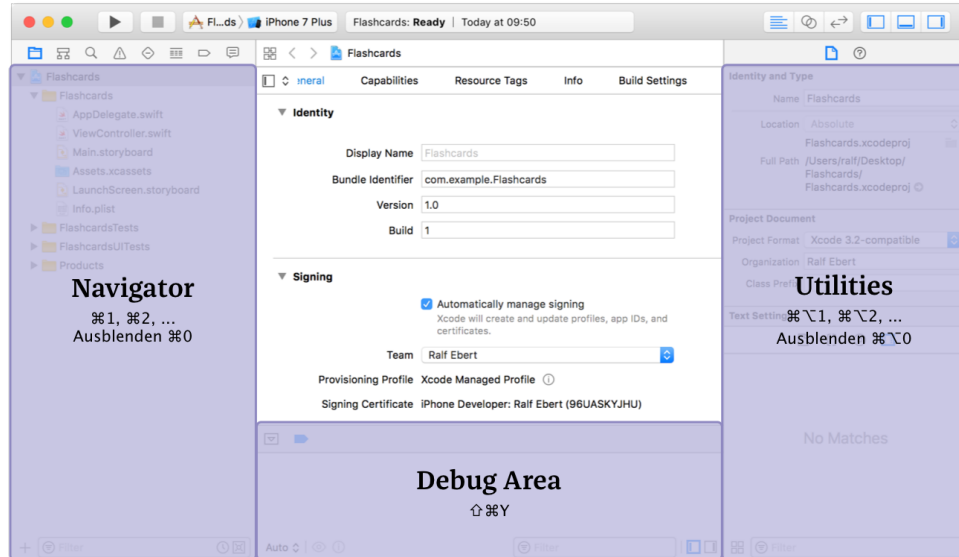 Fl...ds iPhone 7 Plus Flashcards: Ready | Today at 09:50
Flashcards
General Capabilities Resource Tags Info Build Settings
Flashcards
Flashcards
AppDelegate.swift
ViewController.swift
Main.storyboard
Assets.xcassets
LaunchScreen.storyboard
Info.plist
FlashcardsTests
FlashcardsUITests
Products
Navigator
⌘1, ⌘2, ...
Ausblenden ⌘0
Filter
Identity
Display Name Flashcards
Bundle Identifier com.example.Flashcards
Version 1.0
Build 1
Signing
Automatically manage signing
Xcode will create and update profiles, app IDs, and
certificates.
Team Ralf Ebert
Provisioning Profile Xcode Managed Profile
Signing Certificate iPhone Developer: Ralf Ebert (96UASKYJHU)
Debug Area
⇧⌘Y
Auto Filter
Identity and Type
Name Flashcards
Location Absolute
Flashcards.xcodeproj
Full Path /Users/ralf/Desktop/
Flashcards/
Flashcards.xcodeproj
Project Document
Project Format Xcode 3.2-compatible
Organization Ralf Ebert
Class Prefix
Utilities
Text Settings
⌘⌥1, ⌘⌥2, ...
Ausblenden ⌘⌥0
No Matches
Filter